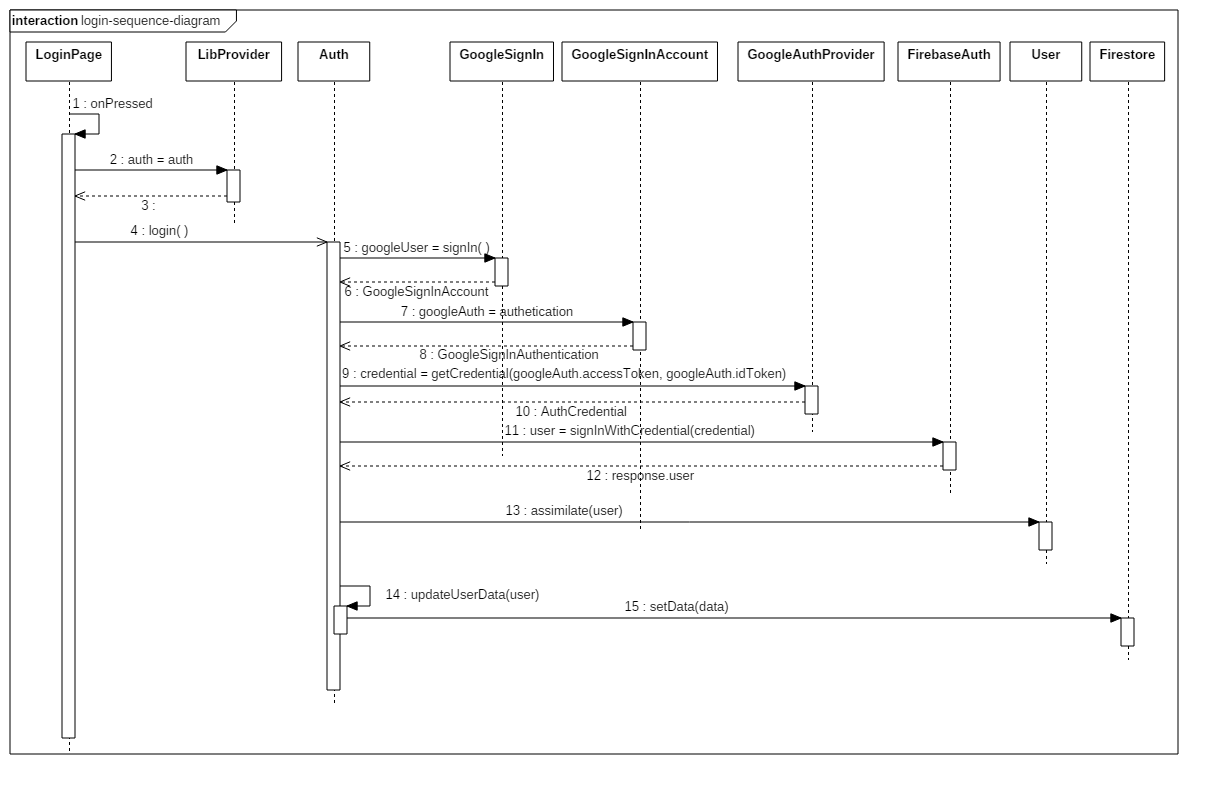 interaction login-sequence-diagram
LoginPage
LibProvider
Auth
GoogleSignIn
GoogleSignInAccount
GoogleAuthProvider
FirebaseAuth
User
Firestore
1 : onPressed
2 : auth = auth
3 :
4 : login( )
5 : googleUser = signIn( )
6 : GoogleSignInAccount
7 : googleAuth = authetication
8 : GoogleSignInAuthentication
9 : credential = getCredential(googleAuth.accessToken, googleAuth.idToken)
10 : AuthCredential
11 : user = signInWithCredential(credential)
12 : response.user
13 : assimilate(user)
14 : updateUserData(user)
15 : setData(data)